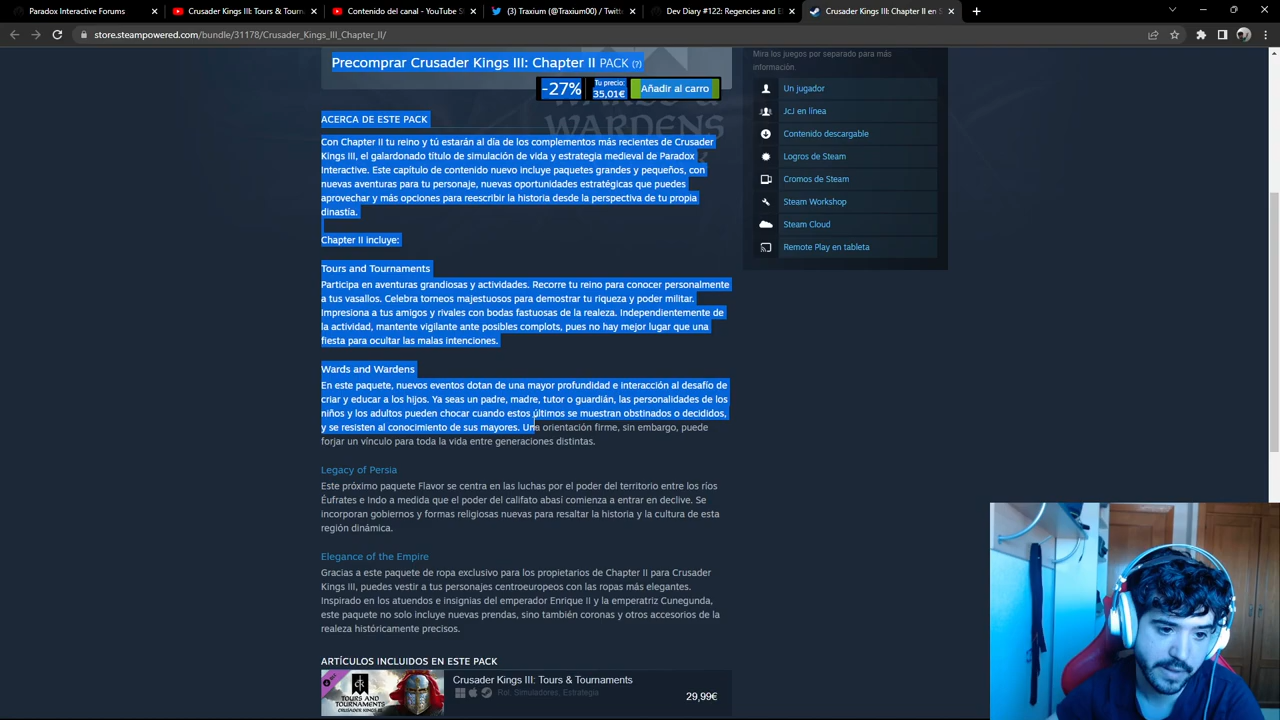 Paradox Interactive Forums
Crusader Kings III: Tours & Tourn
Contenido del canal - YouTube S
(3) Traxium (@Traxium00) / Twitt
Dev Diary #122: Regencies and E
Crusader Kings III: Chapter II en S
store.steampowered.com/bundle/31178/Crusader_Kings_III_Chapter_II/
Precomprar Crusader Kings III: Chapter II PACK (?)
-27%
Tu precio:
35,01€
Añadir al carro
ACERCA DE ESTE PACK
Con Chapter II tu reino y tú estarán al día de los complementos más recientes de Crusader
Kings III, el galardonado título de simulación de vida y estrategia medieval de Paradox
Interactive. Este capítulo de contenido nuevo incluye paquetes grandes y pequeños, con
nuevas aventuras para tu personaje, nuevas oportunidades estratégicas que puedes
aprovechar y más opciones para reescribir la historia desde la perspectiva de tu propia
dinastía.
Chapter II incluye:
Tours and Tournaments
Participa en aventuras grandiosas y actividades. Recorre tu reino para conocer personalmente
a tus vasallos. Celebra torneos majestuosos para demostrar tu riqueza y poder militar.
Impresiona a tus amigos y rivales con bodas fastuosas de la realeza. Independientemente de
la actividad, mantente vigilante ante posibles complots, pues no hay mejor lugar que una
fiesta para ocultar las malas intenciones.
Wards and Wardens
En este paquete, nuevos eventos dotan de una mayor profundidad e interacción al desafío de
criar y educar a los hijos. Ya seas un padre, madre, tutor o guardián, las personalidades de los
niños y los adultos pueden chocar cuando estos últimos se muestran obstinados o decididos,
y se resisten al conocimiento de sus mayores. Una orientación firme, sin embargo, puede
forjar un vínculo para toda la vida entre generaciones distintas.
Legacy of Persia
Este próximo paquete Flavor se centra en las luchas por el poder del territorio entre los ríos
Éufrates e Indo a medida que el poder del califato abasí comienza a entrar en declive. Se
incorporan gobiernos y formas religiosas nuevas para resaltar la historia y la cultura de esta
región dinámica.
Elegance of the Empire
Gracias a este paquete de ropa exclusivo para los propietarios de Chapter II para Crusader
Kings III, puedes vestir a tus personajes centroeuropeos con las ropas más elegantes.
Inspirado en los atuendos e insignias del emperador Enrique II y la emperatriz Cunegunda,
este paquete no solo incluye nuevas prendas, sino también coronas y otros accesorios de la
realeza históricamente precisos.
ARTÍCULOS INCLUIDOS EN ESTE PACK
TOURS AND
TOURNAMENTS
CRUSADER KINGS III
Crusader Kings III: Tours & Tournaments
Rol, Simuladores, Estrategia
29,99€
Mira los juegos por separado para más
información.
Un jugador
JcJ en línea
Contenido descargable
Logros de Steam
Cromos de Steam
Steam Workshop
Steam Cloud
Remote Play en tableta
WARDENS